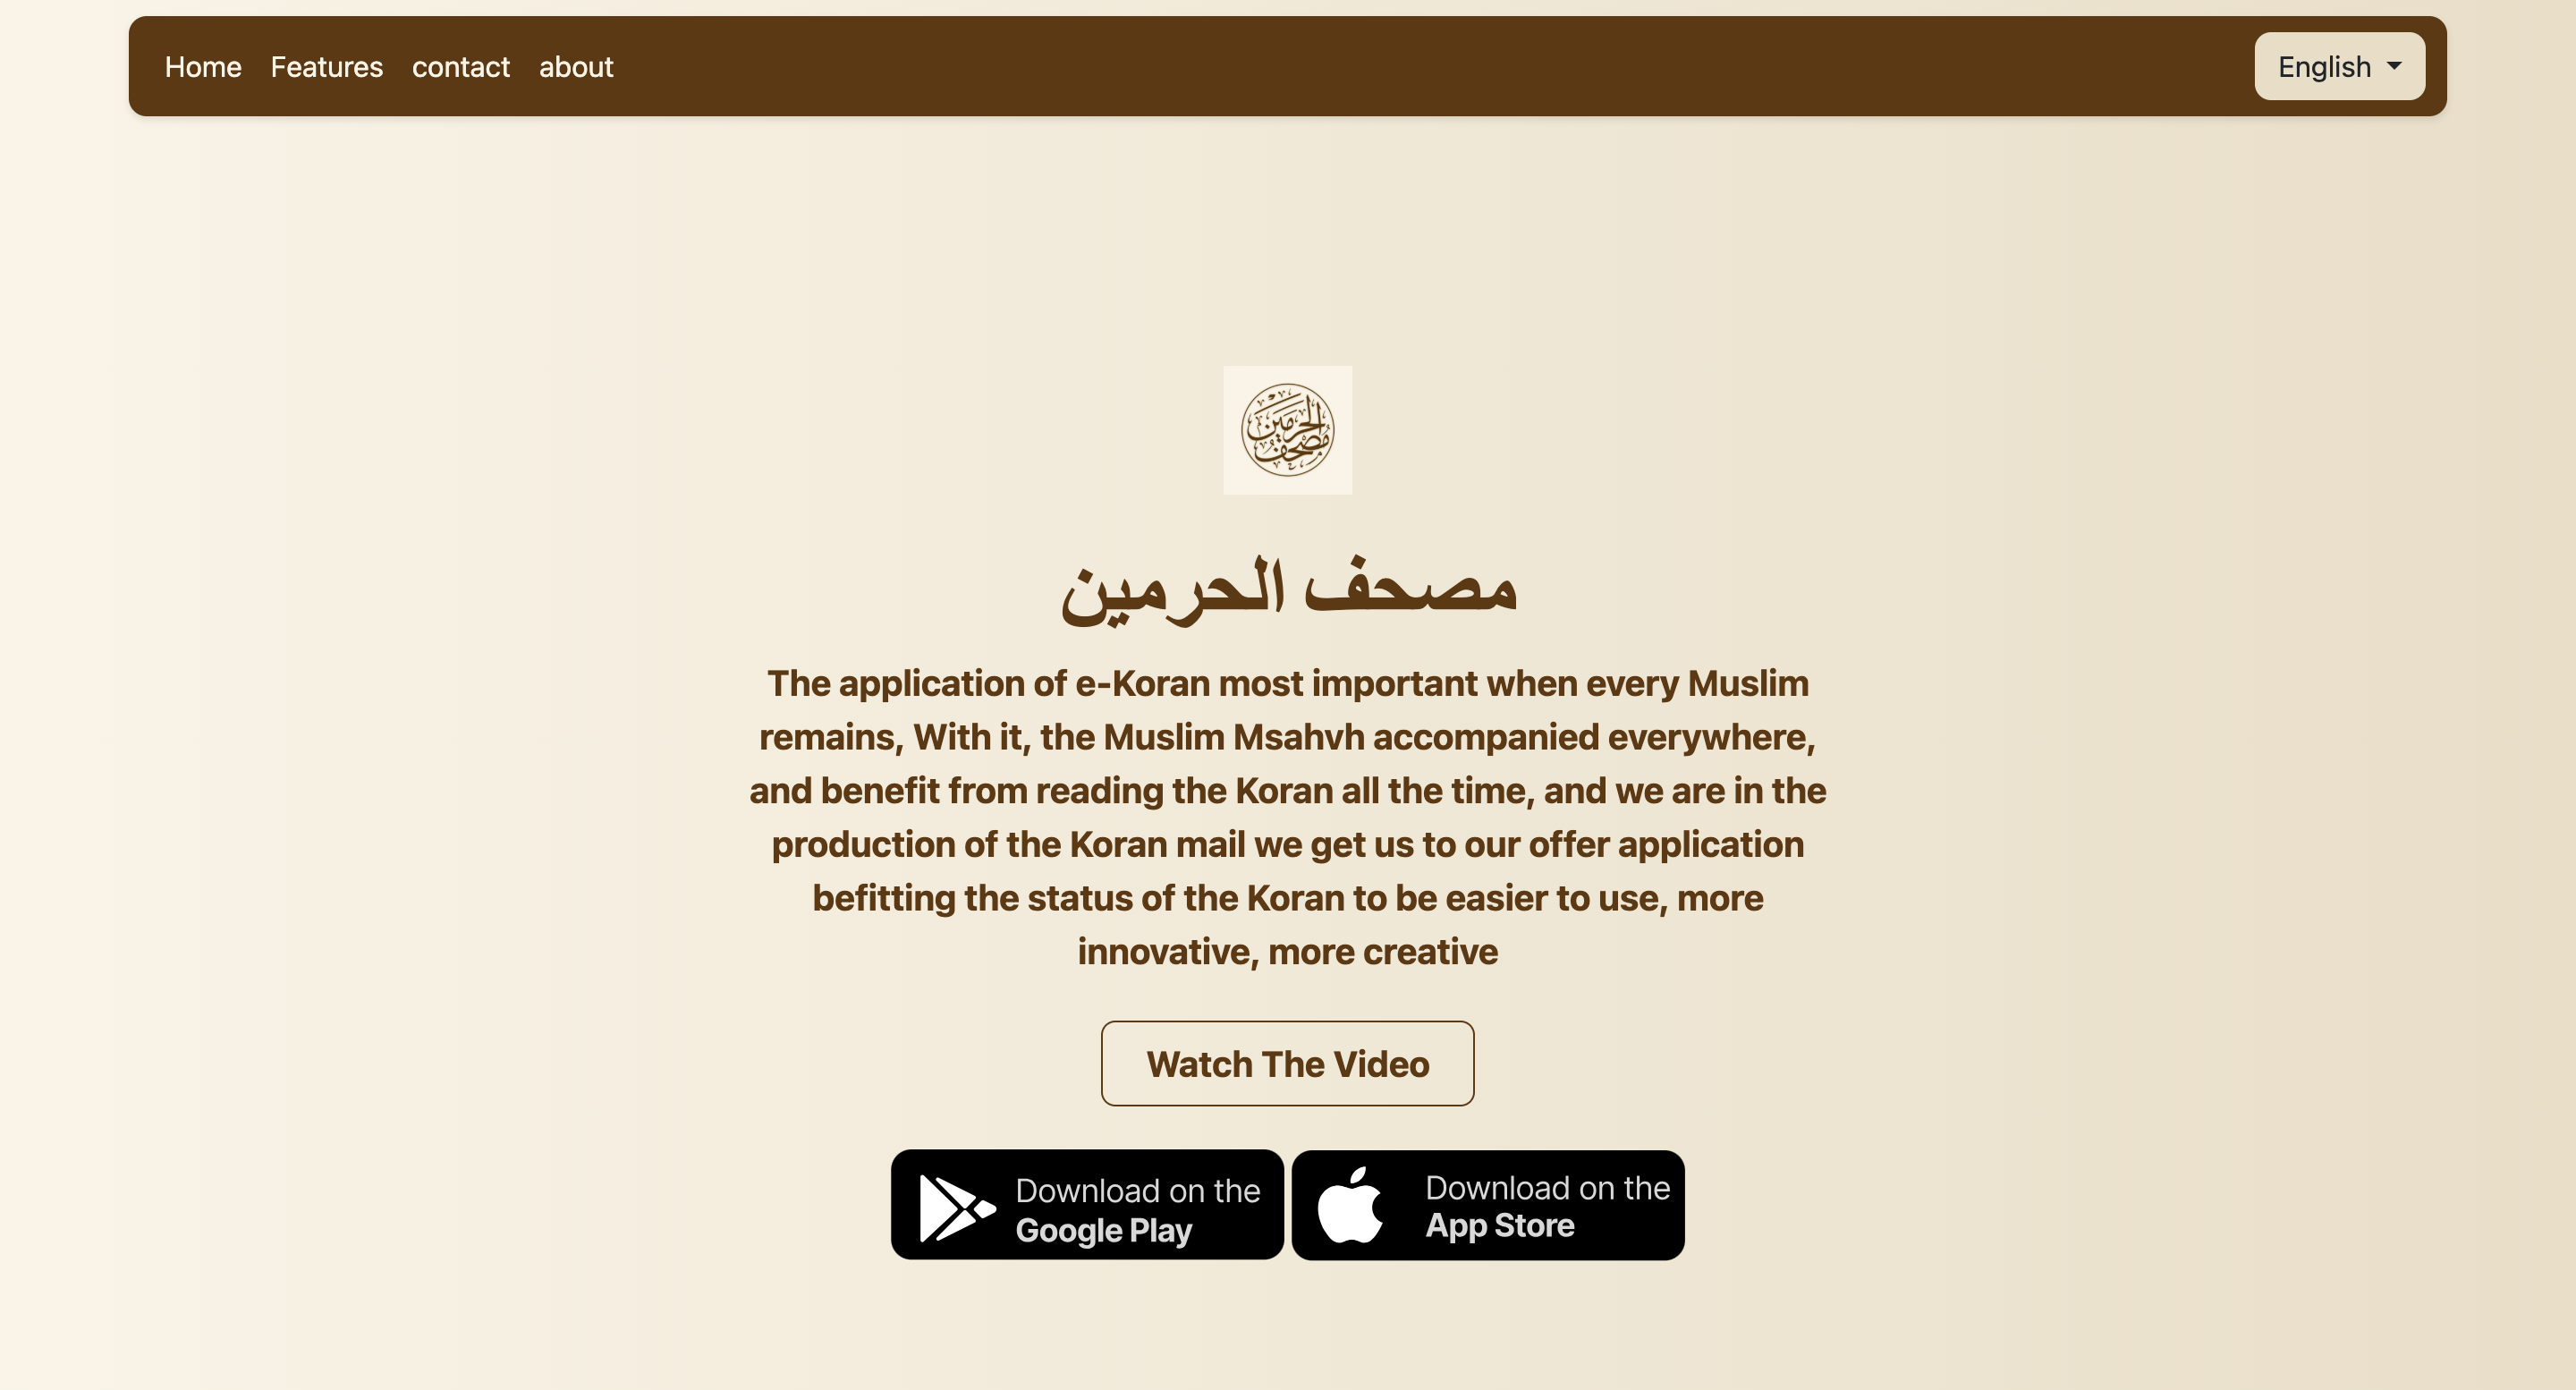 Home Features contact about English
مصحف الحرمين
مصحف الحرمين
The application of e-Koran most important when every Muslim
remains, With it, the Muslim Msahvh accompanied everywhere,
and benefit from reading the Koran all the time, and we are in the
production of the Koran mail we get us to our offer application
befitting the status of the Koran to be easier to use, more
innovative, more creative
Watch The Video
Download on the
Google Play
Download on the
App Store